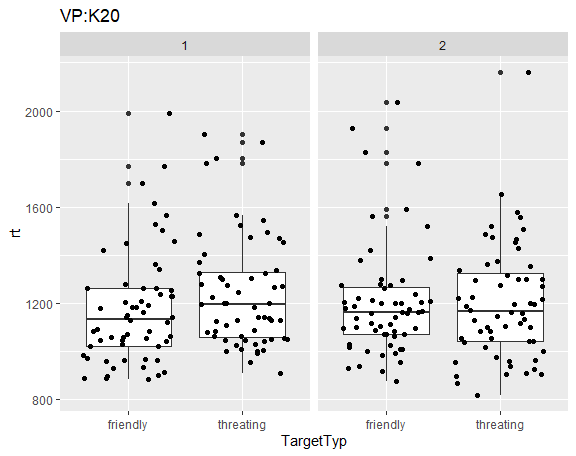 VP:K20
1
2
rt
2000
1600
1200
800
friendly
threating
friendly
threating
TargetTyp